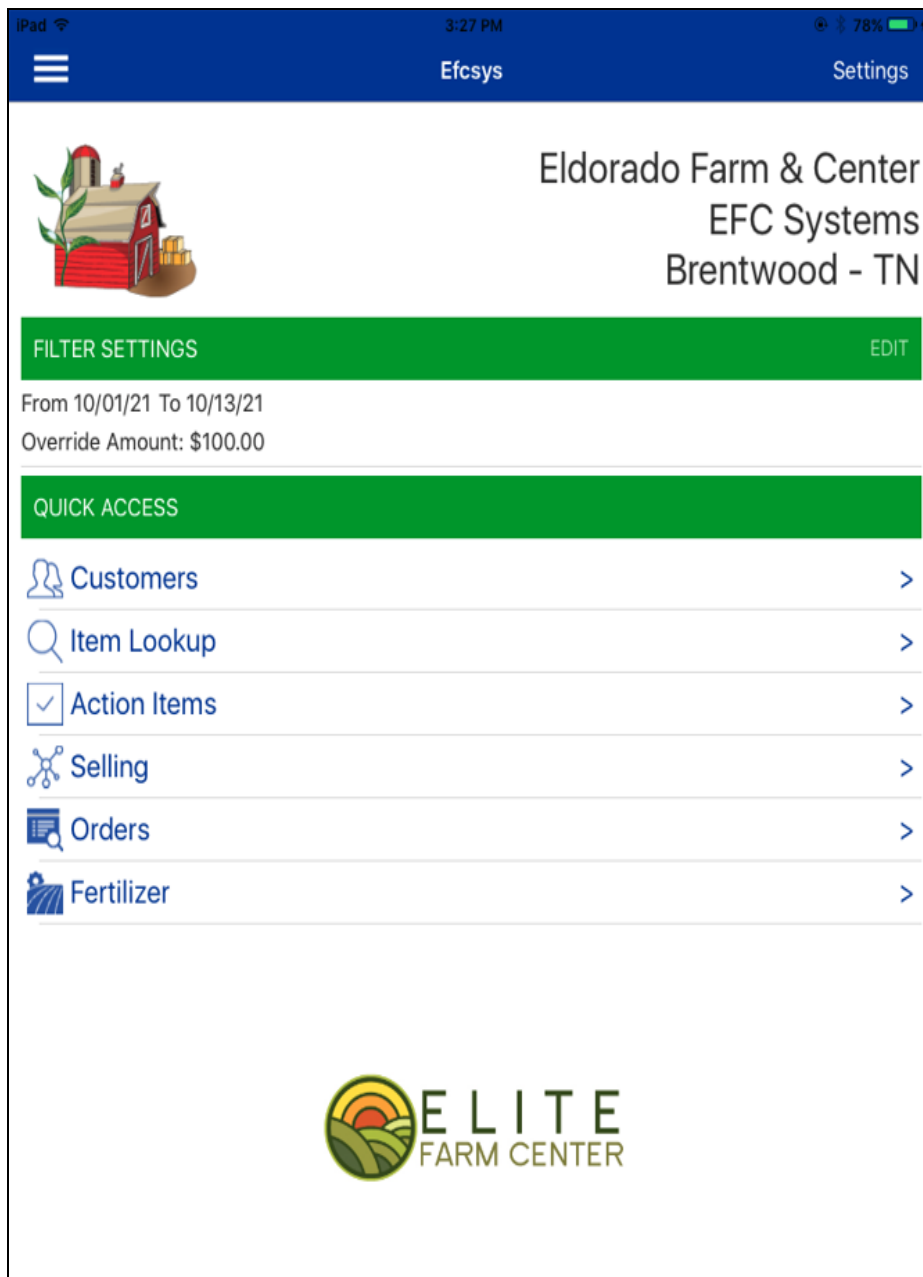 iPad 3:27 PM 78%
Efcsys Settings
Eldorado Farm & Center
EFC Systems
Brentwood - TN
FILTER SETTINGS EDIT
From 10/01/21 To 10/13/21
Override Amount: $100.00
QUICK ACCESS
Customers >
Item Lookup >
Action Items >
Selling >
Orders >
Fertilizer >
ELITE
FARM CENTER